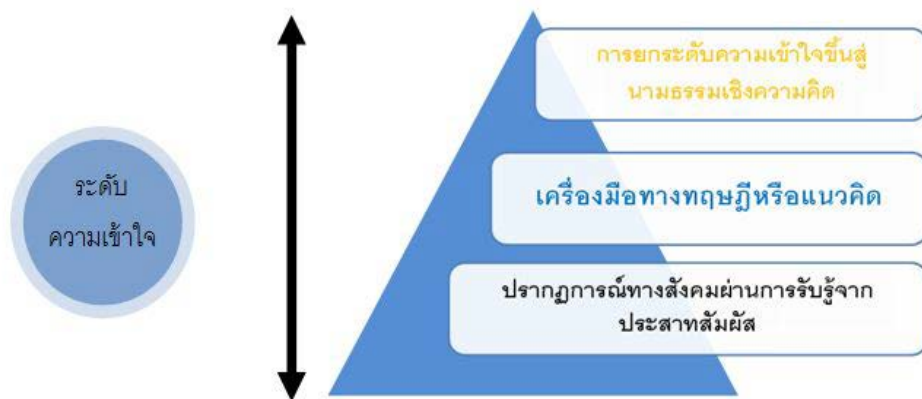 ระดับ
ความเข้าใจ
การยกระดับความเข้าใจขึ้นสู่
นามธรรมเชิงความคิด
เครื่องมือทางทฤษฎีหรือแนวคิด
ปรากฏการณ์ทางสังคมผ่านการรับรู้จาก
ประสาทสัมผัส